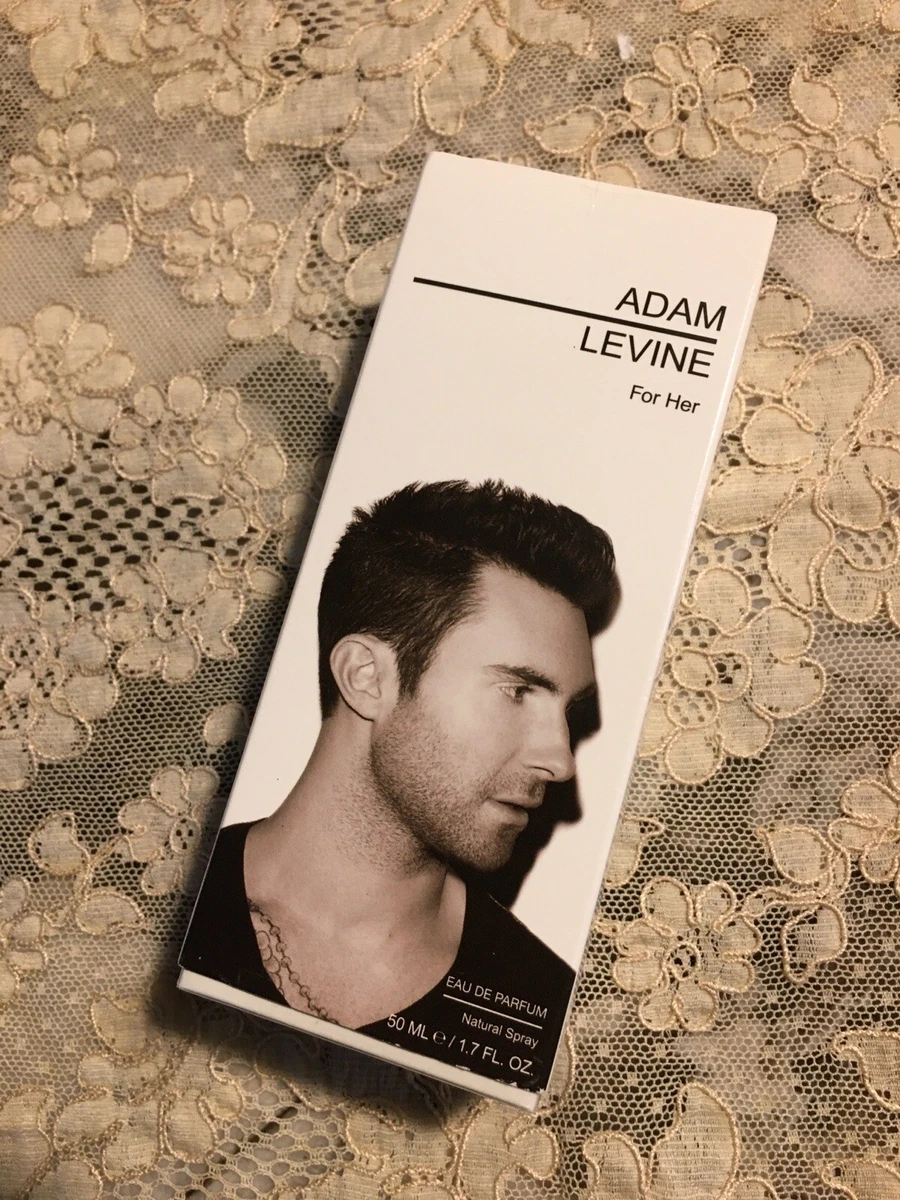 ADAM
LEVINE
For Her
EAU DE PARFUM
Natural Spray
50 ML ℮ / 1.7 FL. OZ.